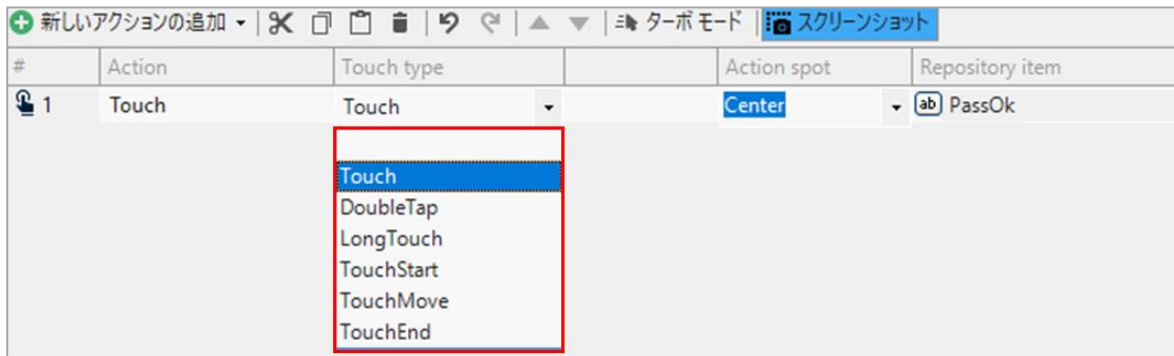 新しいアクションの追加 ターボ モード スクリーンショット
# Action Touch type Action spot Repository item
1 Touch Touch Center ab PassOk
Touch
DoubleTap
LongTouch
TouchStart
TouchMove
TouchEnd